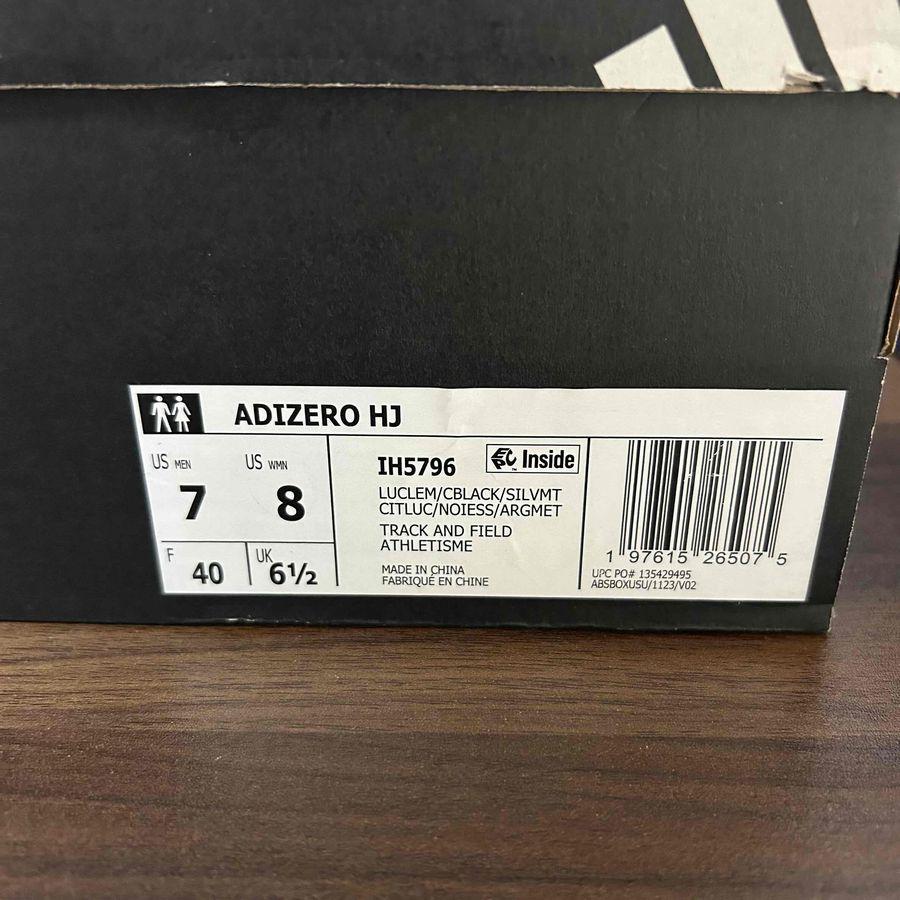 ADIZERO HJ
US MEN
7
US WMN
8
F
40
UK
6½
IH5796
Inside
™
LUCLEM/CBLACK/SILVMT
CITLUC/NOIESS/ARGMET
TRACK AND FIELD
ATHLETISME
MADE IN CHINA
FABRIQUÉ EN CHINE
1 97615 26507 5
UPC PO# 135429495
ABSBOXUSU/1123/V02